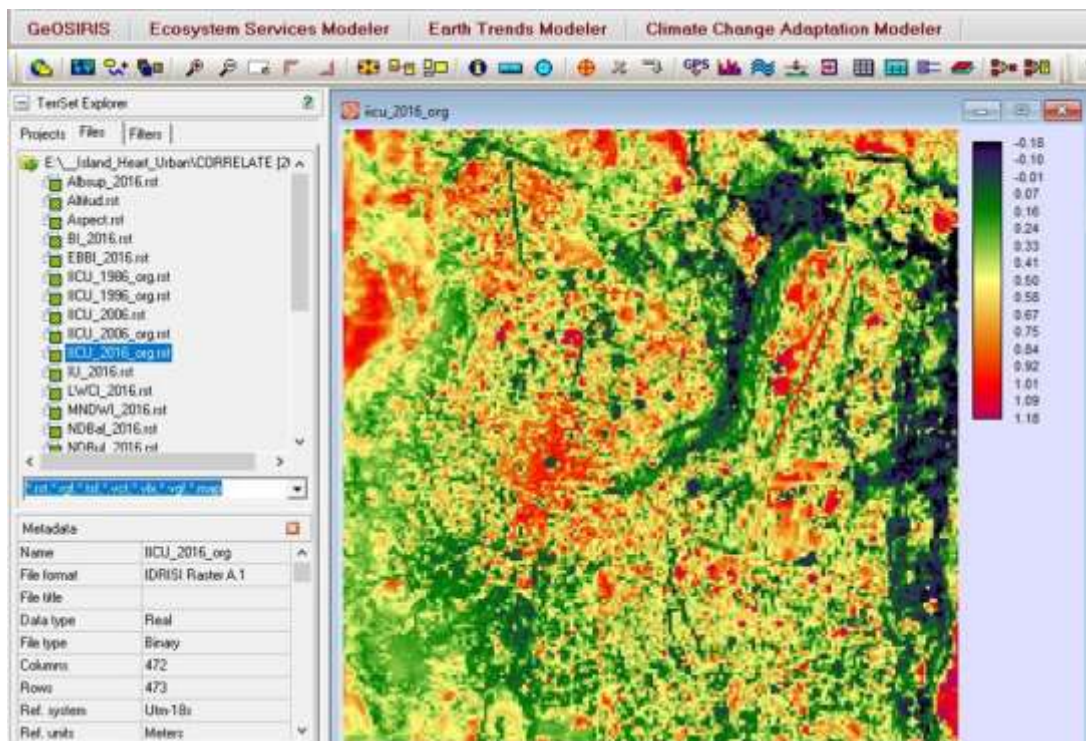 GeOSIRIS Ecosystem Services Modeler Earth Trends Modeler Climate Change Adaptation Modeler
GPS
TerrSet Explorer ?
Projects Files Filters
E:\__Island_Heat_Urban\CORRELATE [2
Albsup_2016.rst
Altitud.rst
Aspect.rst
BI_2016.rst
EBBI_2016.rst
IICU_1986_org.rst
IICU_1996_org.rst
IICU_2006.rst
IICU_2006_org.rst
IICU_2016_org.rst
IU_2016.rst
LWCI_2016.rst
MNDWI_2016.rst
NDBaI_2016.rst
Metadata
Name IICU_2016_org
File format IDRISI Raster A.1
File title
Data type Real
File type Binary
Columns 472
Rows 473
Ref. system Utm-18s
Ref. units Meters
iicu_2016_org
-0.18
-0.10
-0.01
0.07
0.16
0.24
0.33
0.41
0.50
0.58
0.67
0.75
0.84
0.92
1.01
1.09
1.18